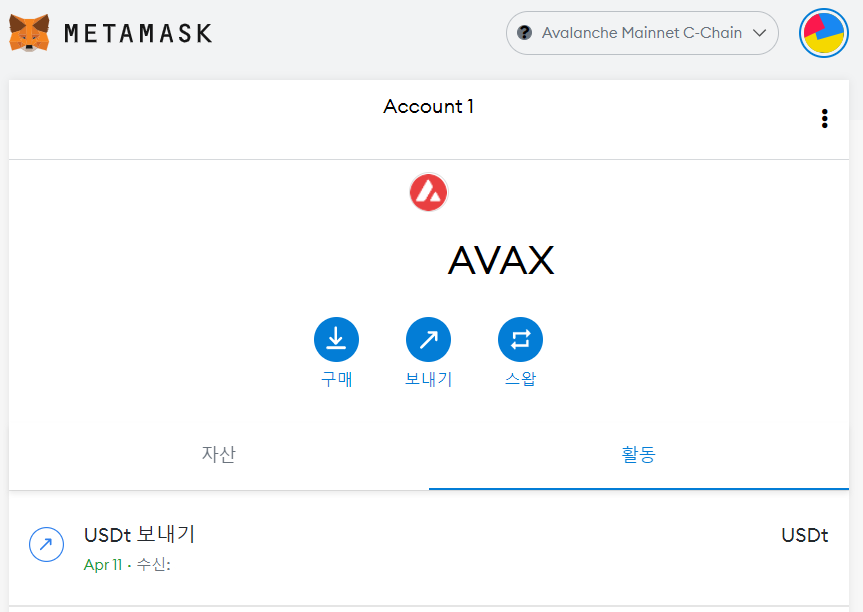 METAMASK
Avalanche Mainnet C-Chain
Account 1
AVAX
구매 보내기 스왑
자산 활동
USDt 보내기 USDt
Apr 11 · 수신: